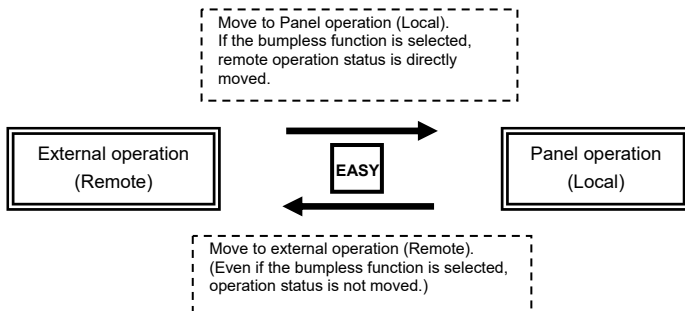 Move to Panel operation (Local).
If the bumpless function is selected,
remote operation status is directly
moved.
External operation
(Remote)
EASY
Panel operation
(Local)
Move to external operation (Remote).
(Even if the bumpless function is selected,
operation status is not moved.)